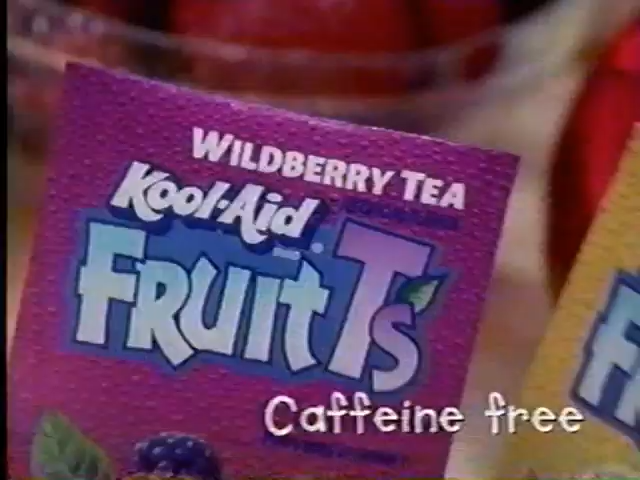 WILDBERRY TEA
Kool-Aid
FRUIT T's
Caffeine free
F